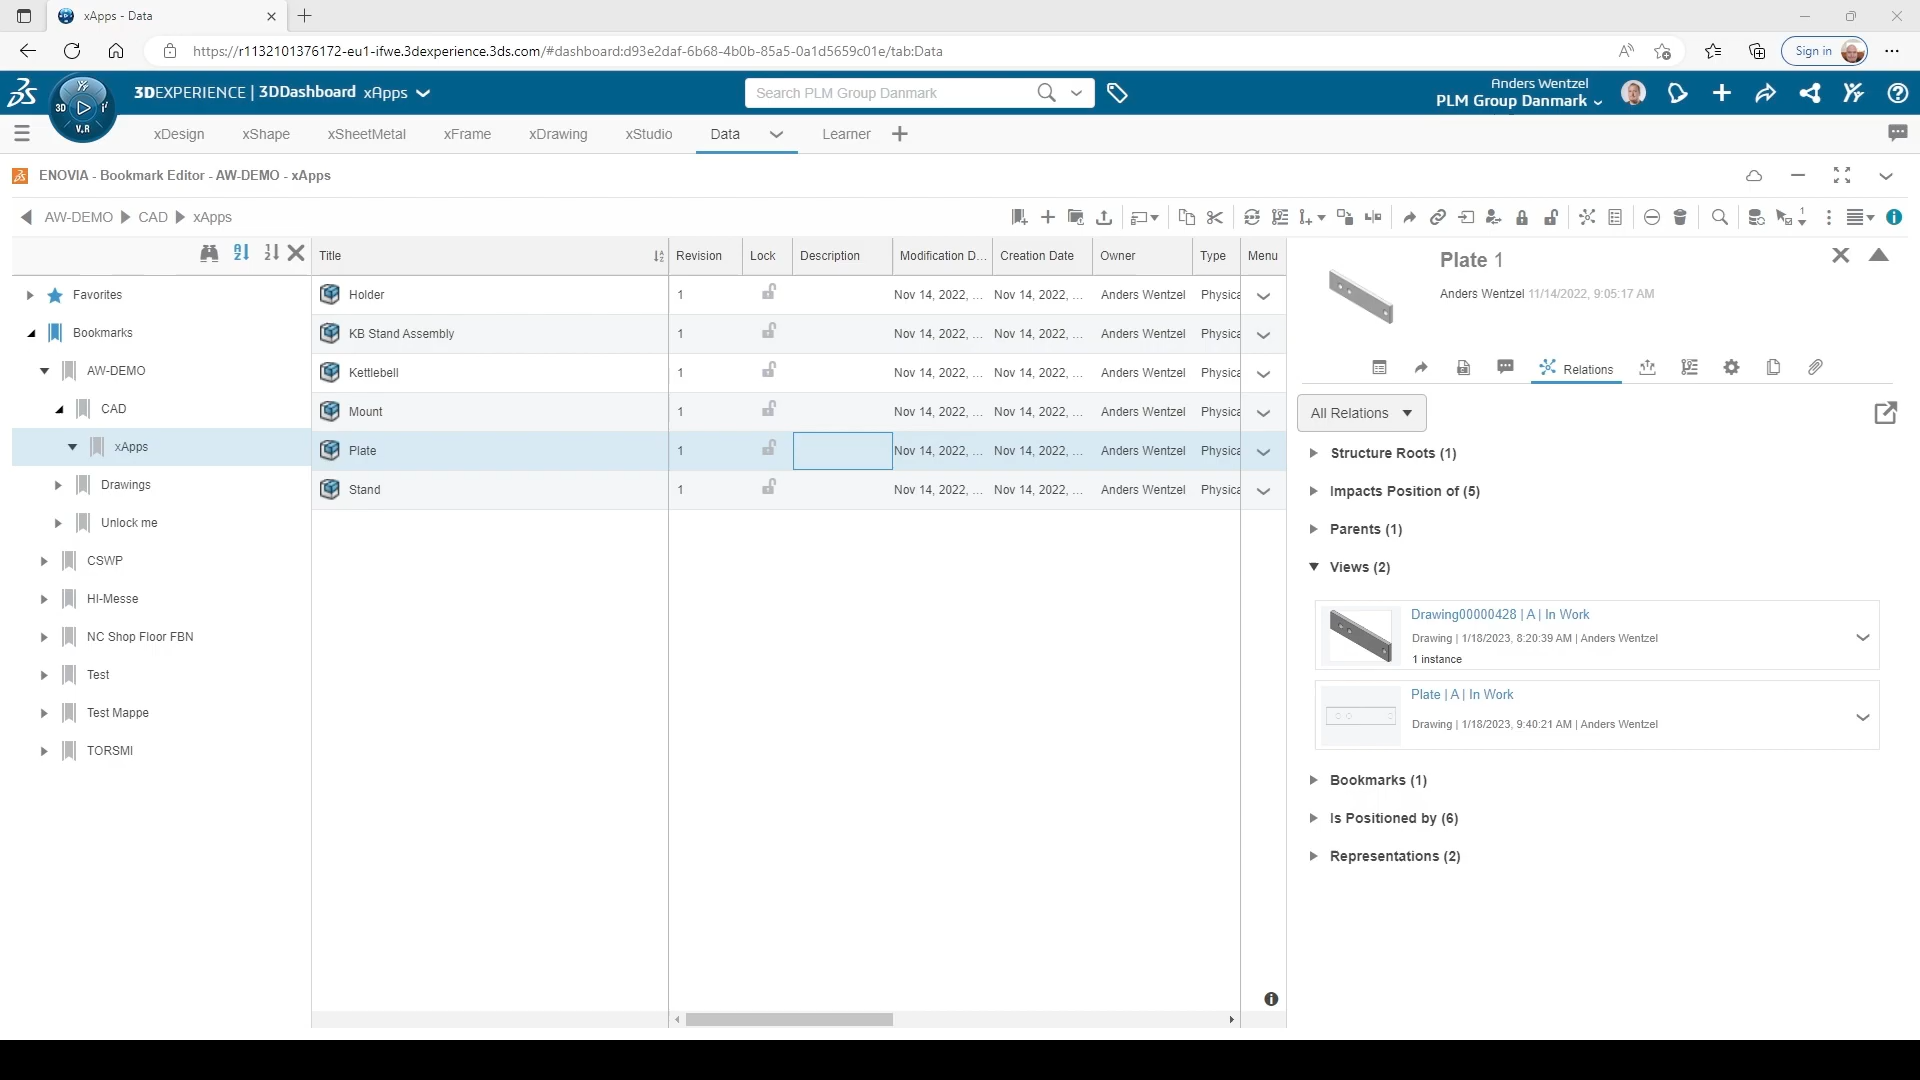 xApps - Data
https://r1132101376172-eu1-ifwe.3dexperience.3ds.com/#dashboard:d93e2daf-6b68-4b0b-85a5-0a1d5659c01e/tab:Data
Sign in
3D
V.R
3DEXPERIENCE | 3DDashboard xApps
Search PLM Group Danmark
Anders Wentzel
PLM Group Danmark
xDesign
xShape
xSheetMetal
xFrame
xDrawing
xStudio
Data
Learner
ENOVIA - Bookmark Editor - AW-DEMO - xApps
AW-DEMO
CAD
xApps
Title
Revision
Lock
Description
Modification D...
Creation Date
Owner
Type
Menu
Favorites
Bookmarks
AW-DEMO
CAD
xApps
Drawings
Unlock me
CSWP
HI-Messe
NC Shop Floor FBN
Test
Test Mappe
TORSMI
Holder 1 Nov 14, 2022, ... Nov 14, 2022, ... Anders Wentzel Physica
KB Stand Assembly 1 Nov 14, 2022, ... Nov 14, 2022, ... Anders Wentzel Physica
Kettlebell 1 Nov 14, 2022, ... Nov 14, 2022, ... Anders Wentzel Physica
Mount 1 Nov 14, 2022, ... Nov 14, 2022, ... Anders Wentzel Physica
Plate 1 Nov 14, 2022, ... Nov 14, 2022, ... Anders Wentzel Physica
Stand 1 Nov 14, 2022, ... Nov 14, 2022, ... Anders Wentzel Physica
Plate 1
Anders Wentzel 11/14/2022, 9:05:17 AM
Relations
All Relations
Structure Roots (1)
Impacts Position of (5)
Parents (1)
Views (2)
Drawing00000428 | A | In Work
Drawing | 1/18/2023, 8:20:39 AM | Anders Wentzel
1 instance
Plate | A | In Work
Drawing | 1/18/2023, 9:40:21 AM | Anders Wentzel
Bookmarks (1)
Is Positioned by (6)
Representations (2)